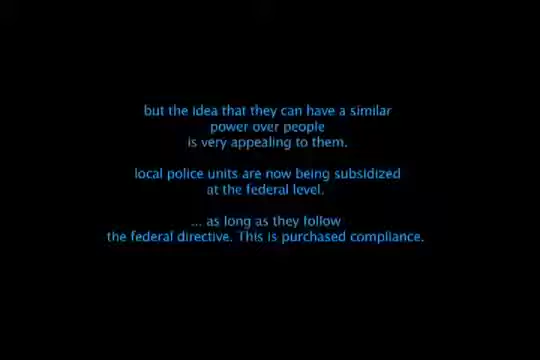 but the idea that they can have a similar
power over people
is very appealing to them.
local police units are now being subsidized
at the federal level.
... as long as they follow
the federal directive. This is purchased compliance.